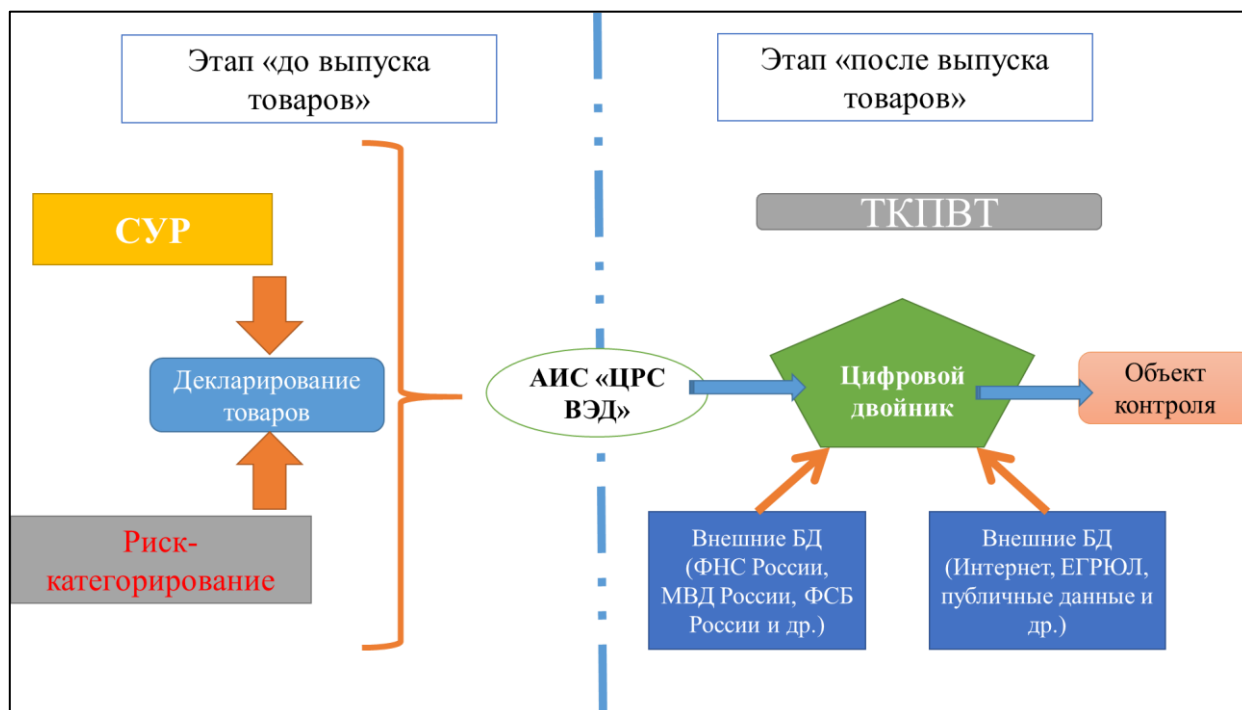 Этап «до выпуска
товаров»
СУР
Декларирование
товаров
Риск-
категорирование
АИС «ЦРС
ВЭД»
Этап «после выпуска
товаров»
ТКПВТ
Цифровой
двойник
Объект
контроля
Внешние БД
(ФНС России,
МВД России, ФСБ
России и др.)
Внешние БД
(Интернет, ЕГРЮЛ,
публичные данные и
др.)